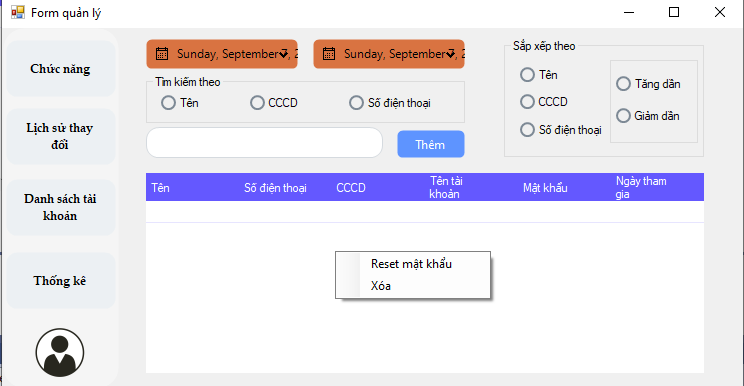 Form quản lý
Chức năng
Lịch sử thay
đổi
Danh sách tài
khoản
Thống kê
Sunday, September
Sunday, September
Tìm kiếm theo
Tên
CCCD
Số điện thoại
Thêm
Sắp xếp theo
Tên
CCCD
Số điện thoại
Tăng dần
Giảm dần
Tên
Số điện thoại
CCCD
Tên tài
khoản
Mật khẩu
Ngày tham
gia
Reset mật khẩu
Xóa